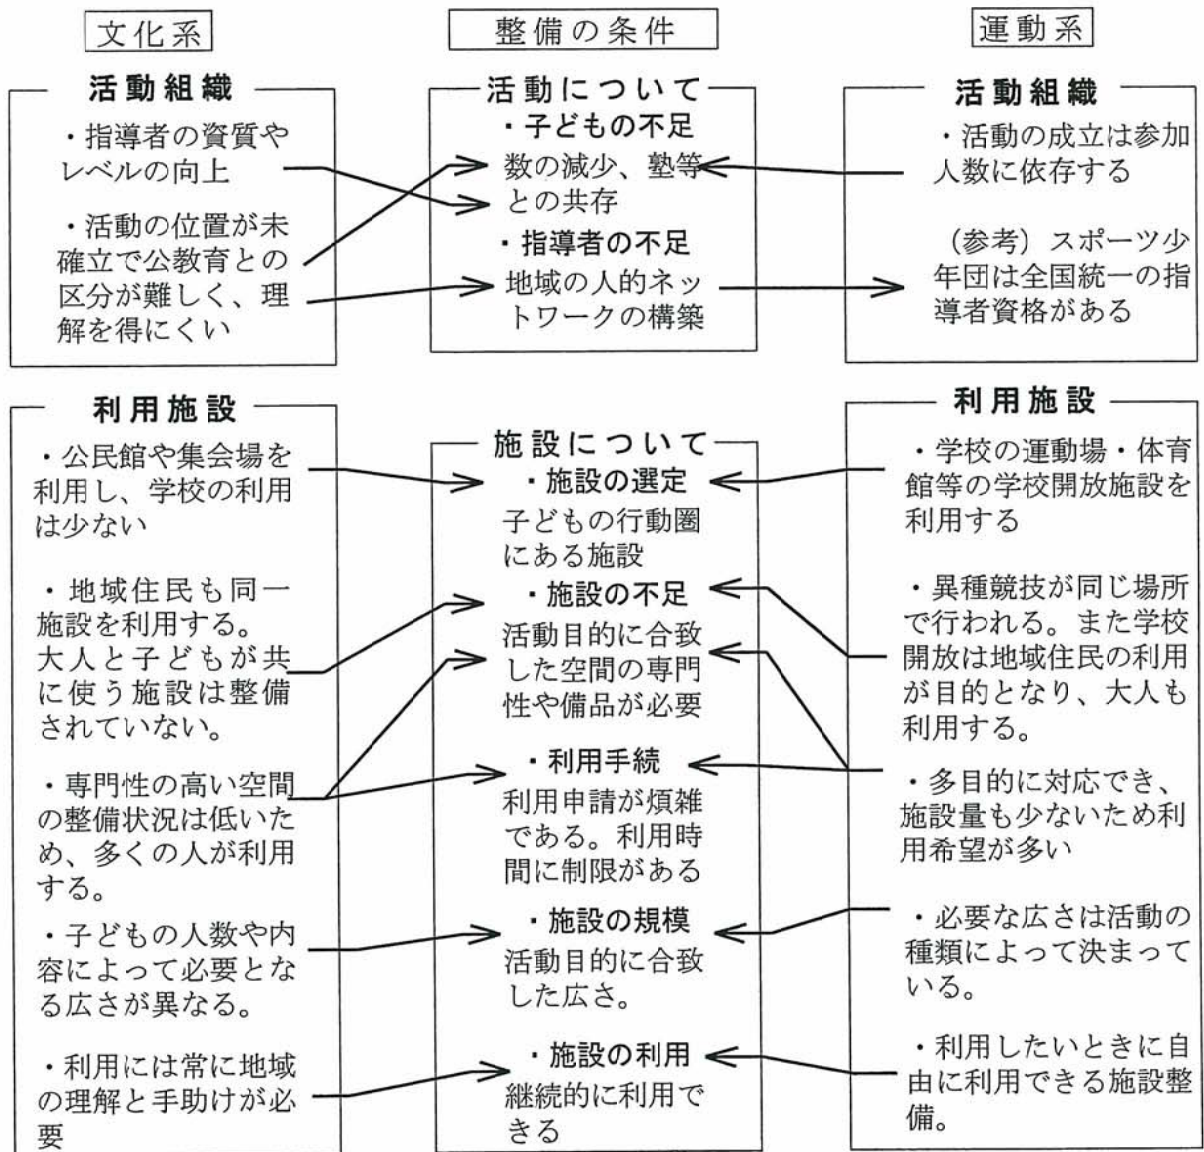 文化系
活動組織
・指導者の資質や
レベルの向上
・活動の位置が未
確立で公教育との
区分が難しく、理
解を得にくい
利用施設
・公民館や集会場を
利用し、学校の利用
は少ない
・地域住民も同一
施設を利用する。
大人と子どもが共
に使う施設は整備
されていない。
・専門性の高い空間
の整備状況は低いた
め、多くの人が利用
する。
・子どもの人数や内
容によって必要とな
る広さが異なる。
・利用には常に地域
の理解と手助けが必
要
整備の条件
活動について
・子どもの不足
数の減少、塾等
との共存
・指導者の不足
地域の人的ネッ
トワークの構築
施設について
・施設の選定
子どもの行動圏
にある施設
・施設の不足
活動目的に合致
した空間の専門
性や備品が必要
・利用手続
利用申請が煩雑
である。利用時
間に制限がある
・施設の規模
活動目的に合致
した広さ。
・施設の利用
継続的に利用で
きる
運動系
活動組織
・活動の成立は参加
人数に依存する
(参考)スポーツ少
年団は全国統一の指
導者資格がある
利用施設
・学校の運動場・体育
館等の学校開放施設を
利用する
・異種競技が同じ場所
で行われる。また学校
開放は地域住民の利用
が目的となり、大人も
利用する。
・多目的に対応でき、
施設量も少ないため利
用希望が多い
・必要な広さは活動の
種類によって決まって
いる。
・利用したいときに自
由に利用できる施設整
備。